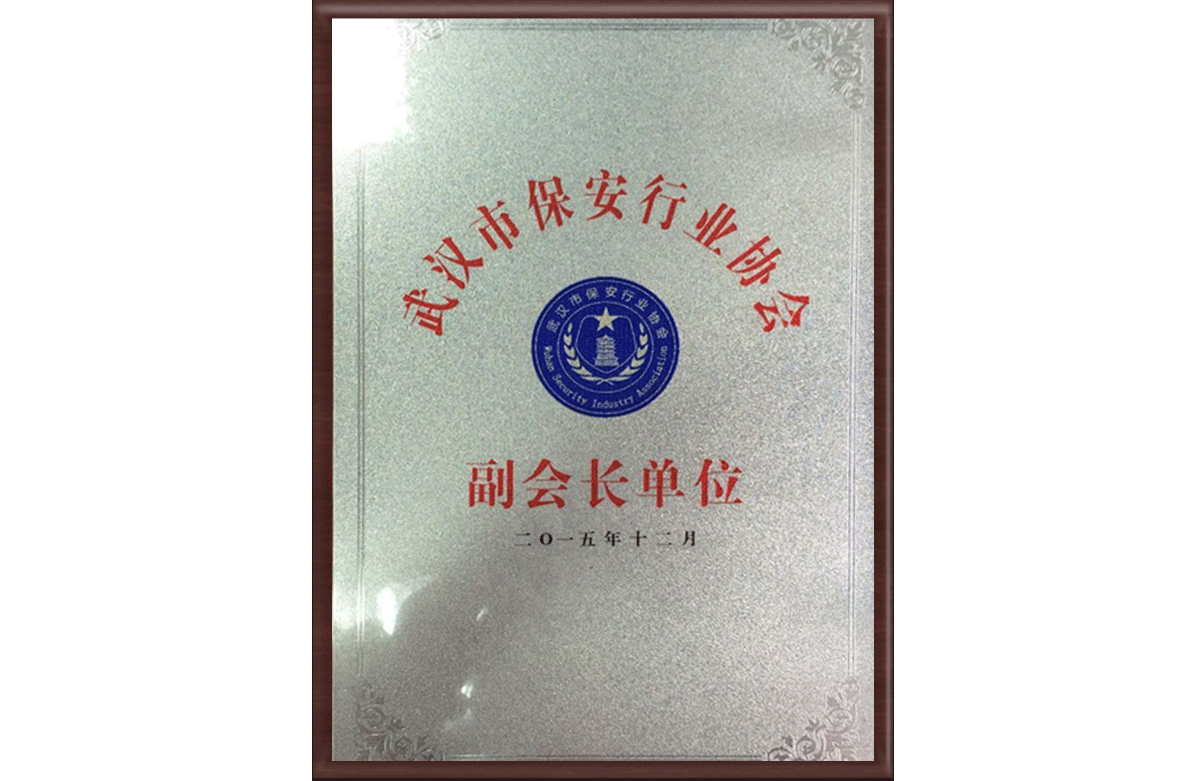 武汉市保安行业协会
武汉市保安行业协会
Wuhan Security Industry Association
副会长单位
二O一五年十二月